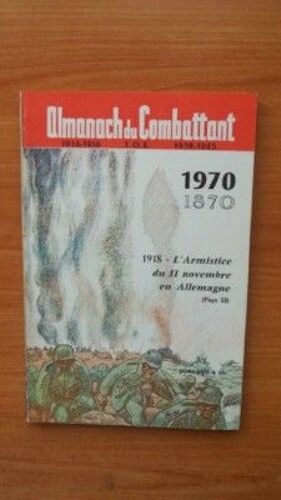 Almanach du Combattant
1914-1918 T.O.E. 1939-1945
1970
1870
1918 - L'Armistice
du 11 novembre
en Allemagne
(Page 53)